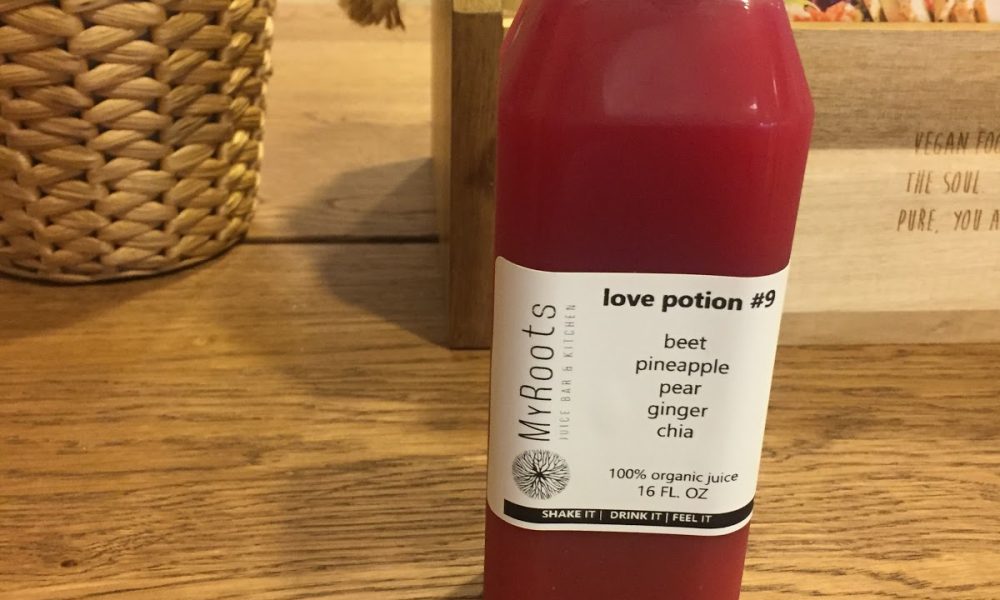 VEGAN
THE SOUL.
PURE, YOU
love potion #9
MYROOTS
JUICE BAR & KITCHEN
beet
pineapple
pear
ginger
chia
100% organic juice
16 FL. OZ
SHAKE IT | DRINK IT | FEEL IT